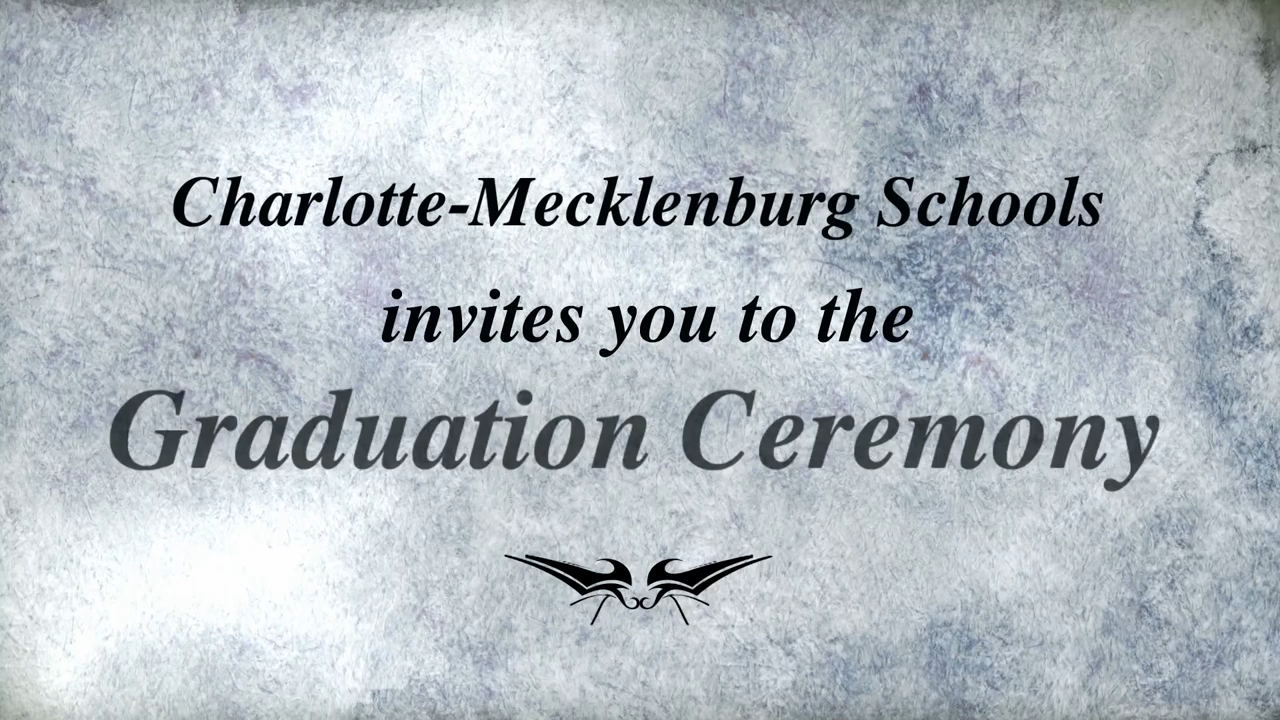 Charlotte-Mecklenburg Schools
invites you to the
Graduation Ceremony